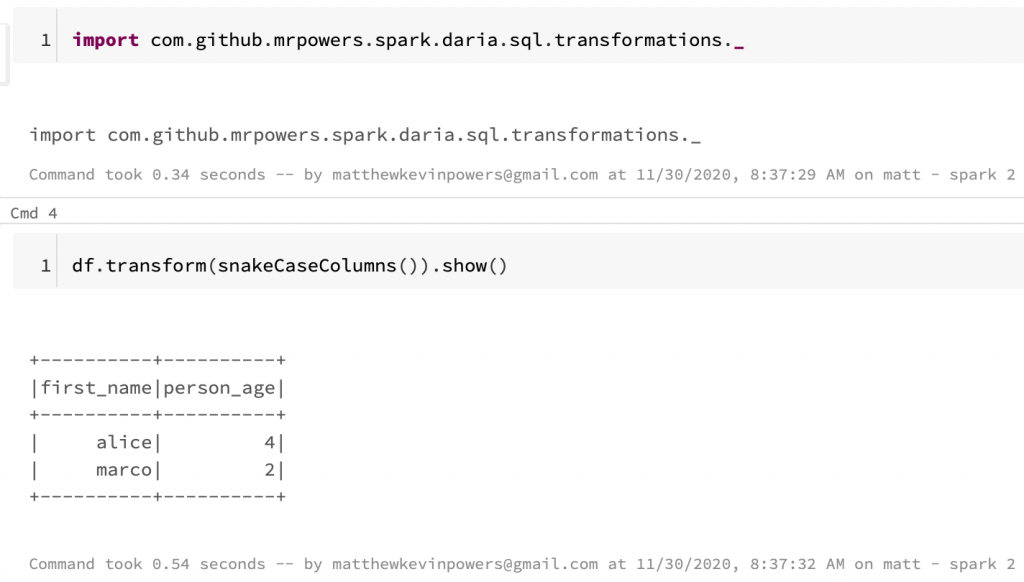 1 import com.github.mrpowers.spark.daria.sql.transformations._
import com.github.mrpowers.spark.daria.sql.transformations._
Command took 0.34 seconds -- by matthewkevinpowers@gmail.com at 11/30/2020, 8:37:29 AM on matt - spark 2
Cmd 4
1 df.transform(snakeCaseColumns()).show()
+----------+----------+
|first_name|person_age|
+----------+----------+
|     alice|         4|
|     marco|         2|
+----------+----------+
Command took 0.54 seconds -- by matthewkevinpowers@gmail.com at 11/30/2020, 8:37:32 AM on matt - spark 2